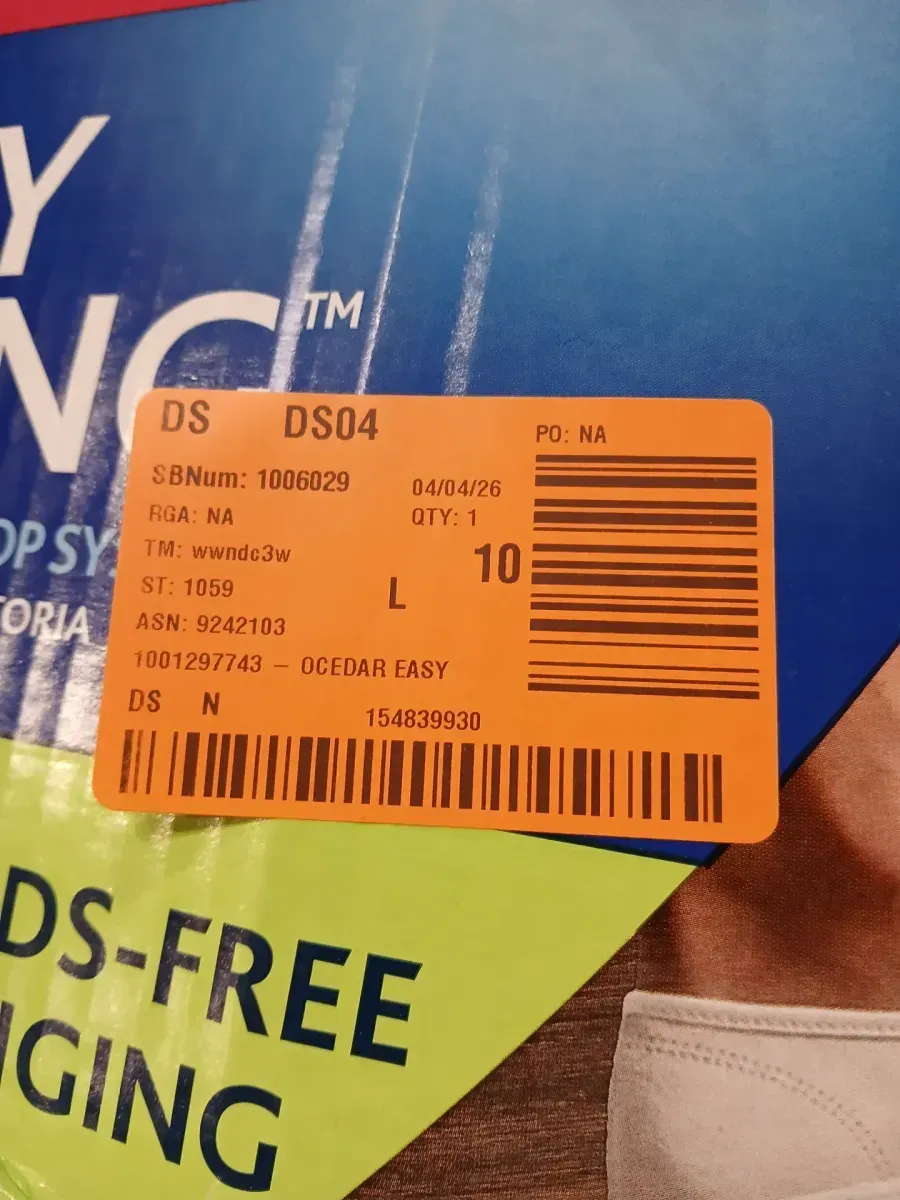 Y
NG™
DS DS04
PO: NA
SBNum: 1006029
04/04/26
RGA: NA
QTY: 1
TM: wwndc3w
10
ST: 1059
L
ASN: 9242103
1001297743 – OCEDAR EASY
DS N
154839930
OP SY
TORIA
DS-FREE
GING